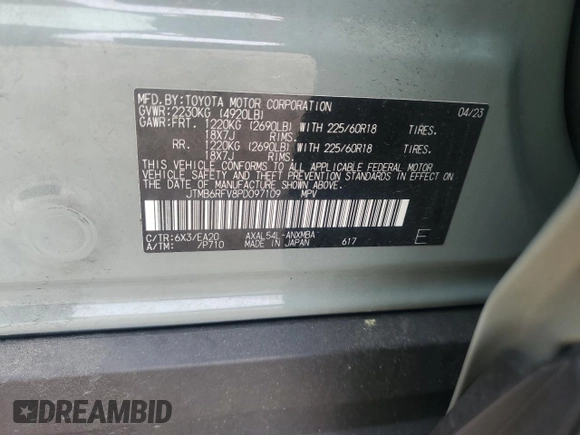 MFD. BY: TOYOTA MOTOR CORPORATION 04/23
GVWR: 2230KG (4920LB)
GAWR: FRT. 1220KG (2690LB) WITH 225/60R18 TIRES.
18X7J RIMS.
RR. 1220KG (2690LB) WITH 225/60R18 TIRES.
18X7J RIMS.
THIS VEHICLE CONFORMS TO ALL APPLICABLE FEDERAL MOTOR
VEHICLE SAFETY AND THEFT PREVENTION STANDARDS IN
EFFECT ON THE DATE OF MANUFACTURE SHOWN ABOVE.
JTMB6RFV8PD097109 MPV
C/TR: 6X3/EA20 AXAL54L-ANXMBA E
A/TM: -/P710 MADE IN JAPAN 617
DREAMBID